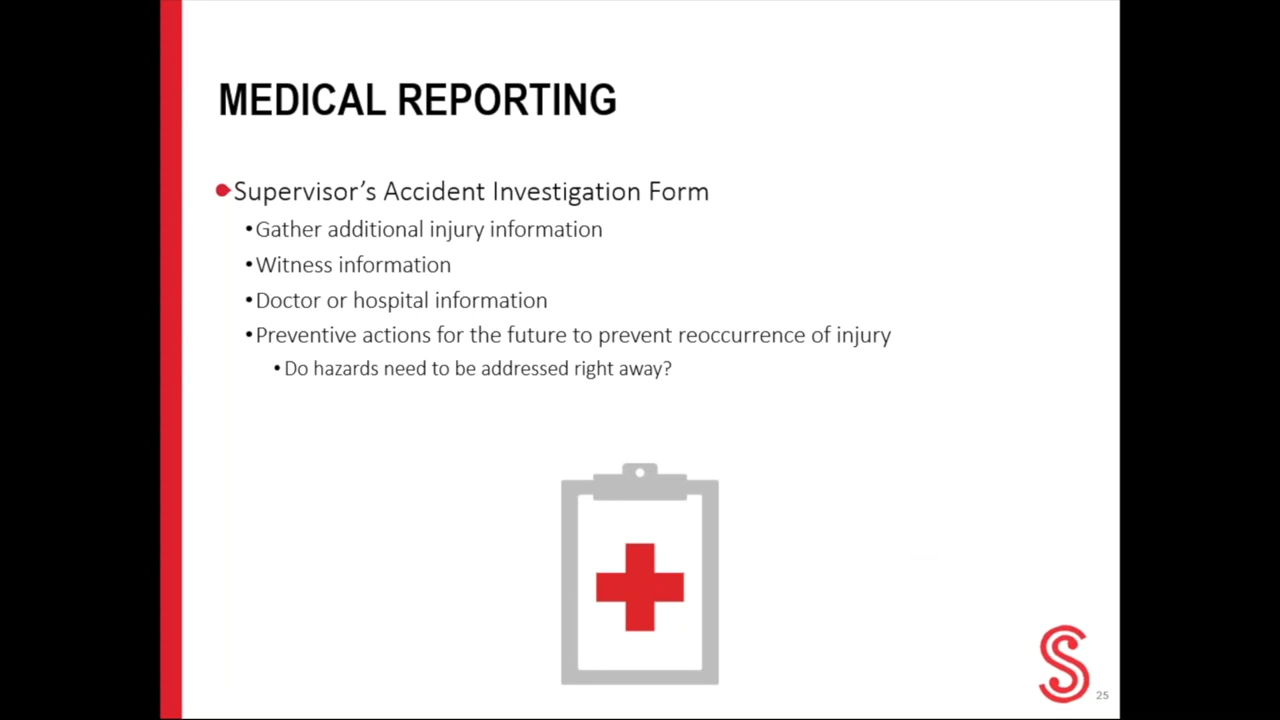 MEDICAL REPORTING
Supervisor’s Accident Investigation Form
•Gather additional injury information
•Witness information
•Doctor or hospital information
•Preventive actions for the future to prevent reoccurrence of injury
•Do hazards need to be addressed right away?
S
25